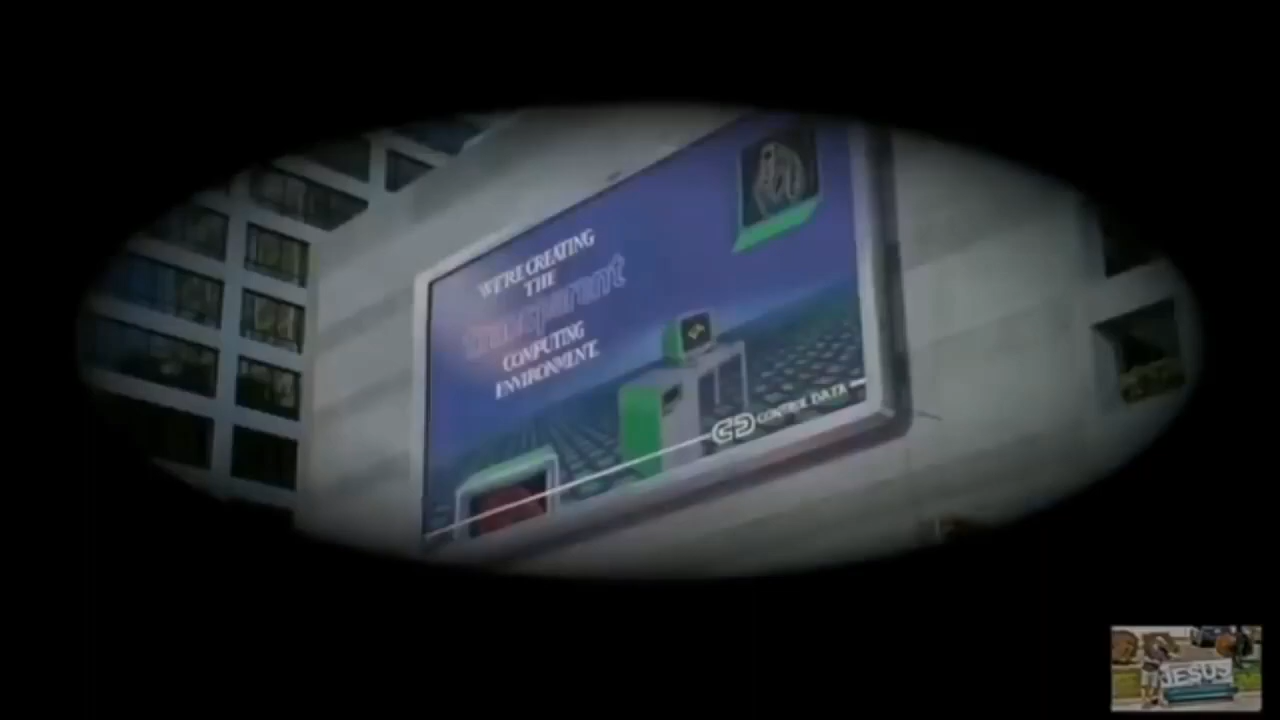 WE'RE CREATING
THE
transparent
COMPUTING
ENVIRONMENT.
CONTROL DATA
JESUS